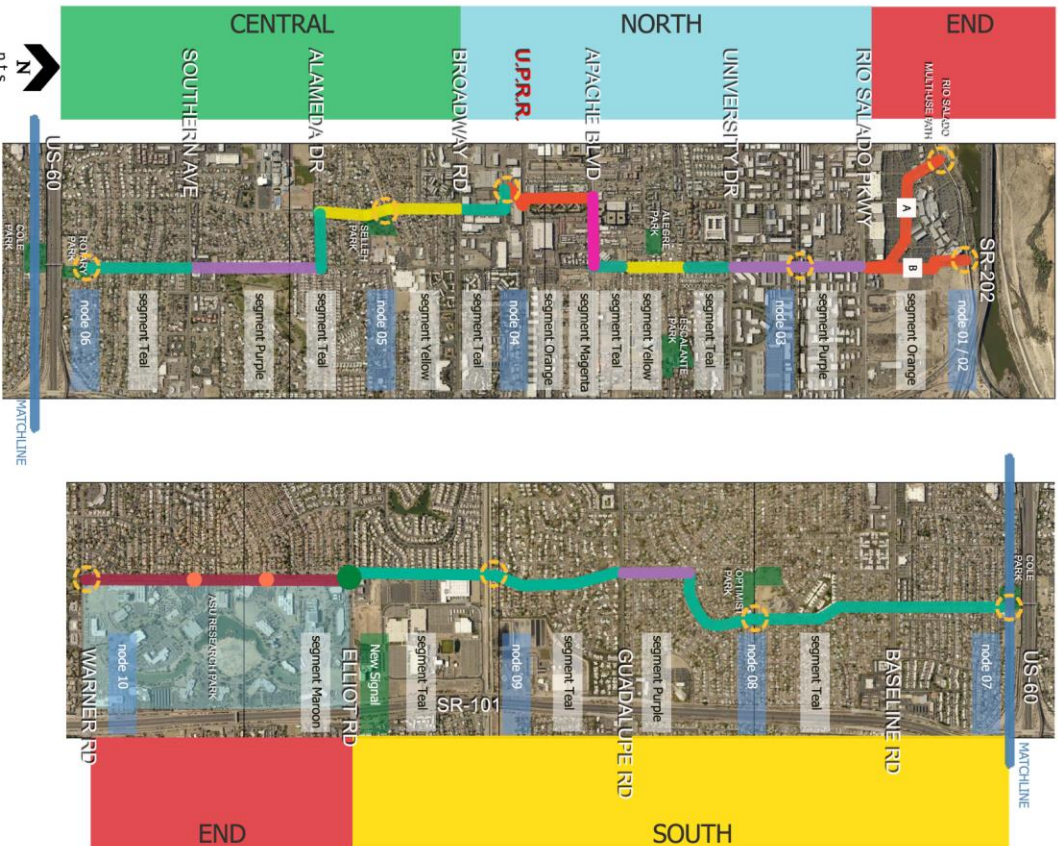 CENTRAL
NORTH
END
SOUTHERN AVE
ALAMEDA DR
BROADWAY RD
U.P.R.R.
APACHE BLVD
UNIVERSITY DR
RIO SALADO PKWY
RIO SALADO
MULTI-USE PATH
N
nts
US-60
SR-202
A
B
COLE
PARK
ROTARY
PARK
SELLEH
PARK
ALEGRE
PARK
ESCALANTE
PARK
node 06
segment Teal
segment Purple
segment Teal
node 05
segment Yellow
segment Teal
node 04
segment Orange
segment Magenta
segment Teal
segment Yellow
segment Teal
node 03
segment Purple
segment Orange
node 01 / 02
MATCHLINE
COLE
PARK
OPTIMIST
PARK
ASU RESEARCH PARK
node 10
segment Maroon
New Signal
segment Teal
node 09
segment Teal
segment Purple
node 08
segment Teal
node 07
US-60
WARNER RD
ELLIOT RD
SR-101
GUADALUPE RD
BASELINE RD
MATCHLINE
END
SOUTH